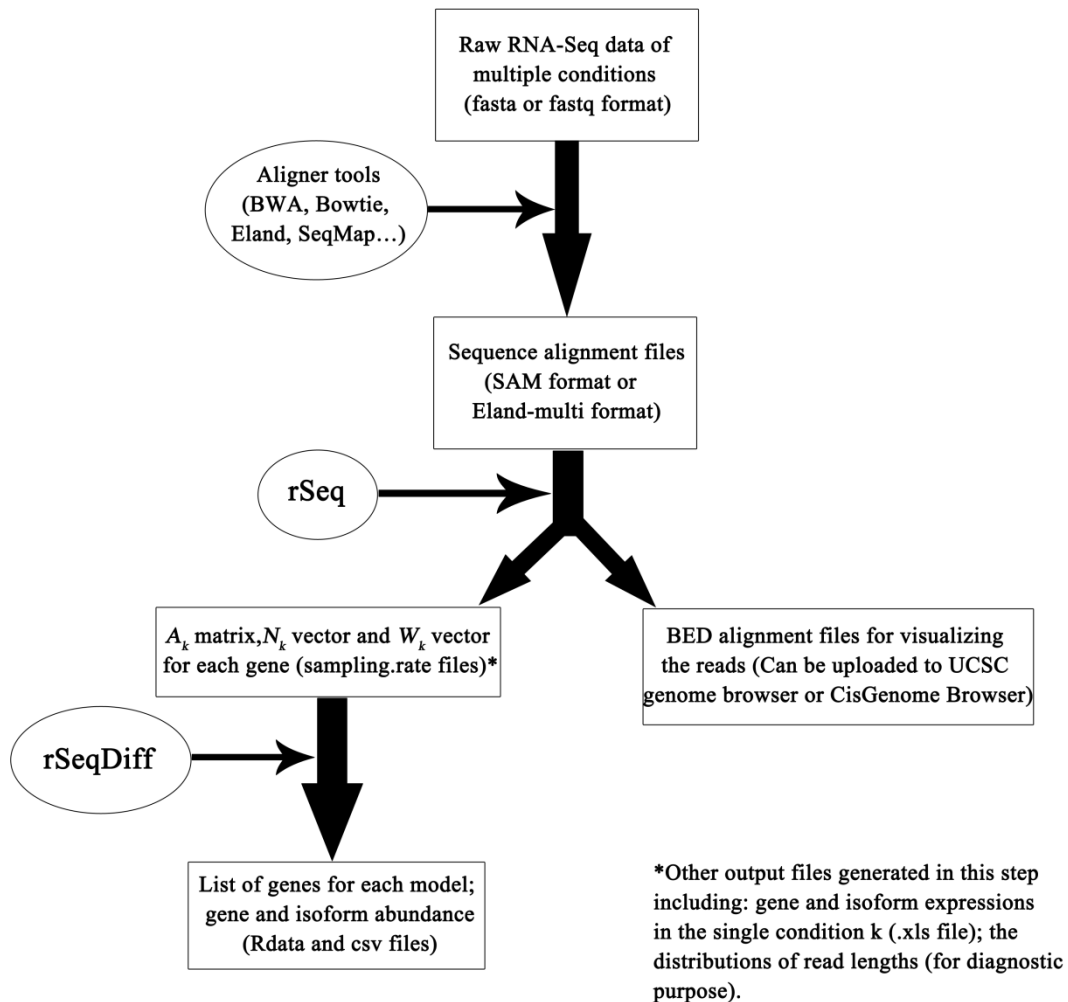 Raw RNA-Seq data of
multiple conditions
(fasta or fastq format)
Aligner tools
(BWA, Bowtie,
Eland, SeqMap...)
Sequence alignment files
(SAM format or
Eland-multi format)
rSeq
A_k matrix,N_k vector and W_k vector
for each gene (sampling.rate files)*
BED alignment files for visualizing
the reads (Can be uploaded to UCSC
genome browser or CisGenome Browser)
rSeqDiff
List of genes for each model;
gene and isoform abundance
(Rdata and csv files)
*Other output files generated in this step
including: gene and isoform expressions
in the single condition k (.xls file); the
distributions of read lengths (for diagnostic
purpose).